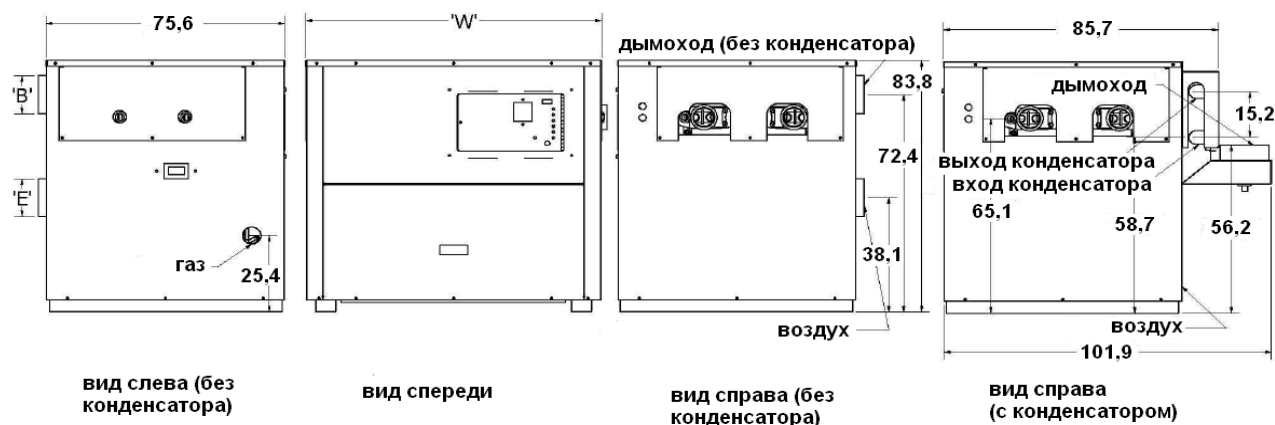 75,6
'W'
85,7
дымоход (без конденсатора)
83,8
'B'
дымоход
15,2
72,4
выход конденсатора
вход конденсатора
'E'
65,1
58,7
56,2
38,1
газ
25,4
воздух
воздух
101,9
вид слева (без
конденсатора)
вид спереди
вид справа (без
конденсатора)
вид справа
(с конденсатором)